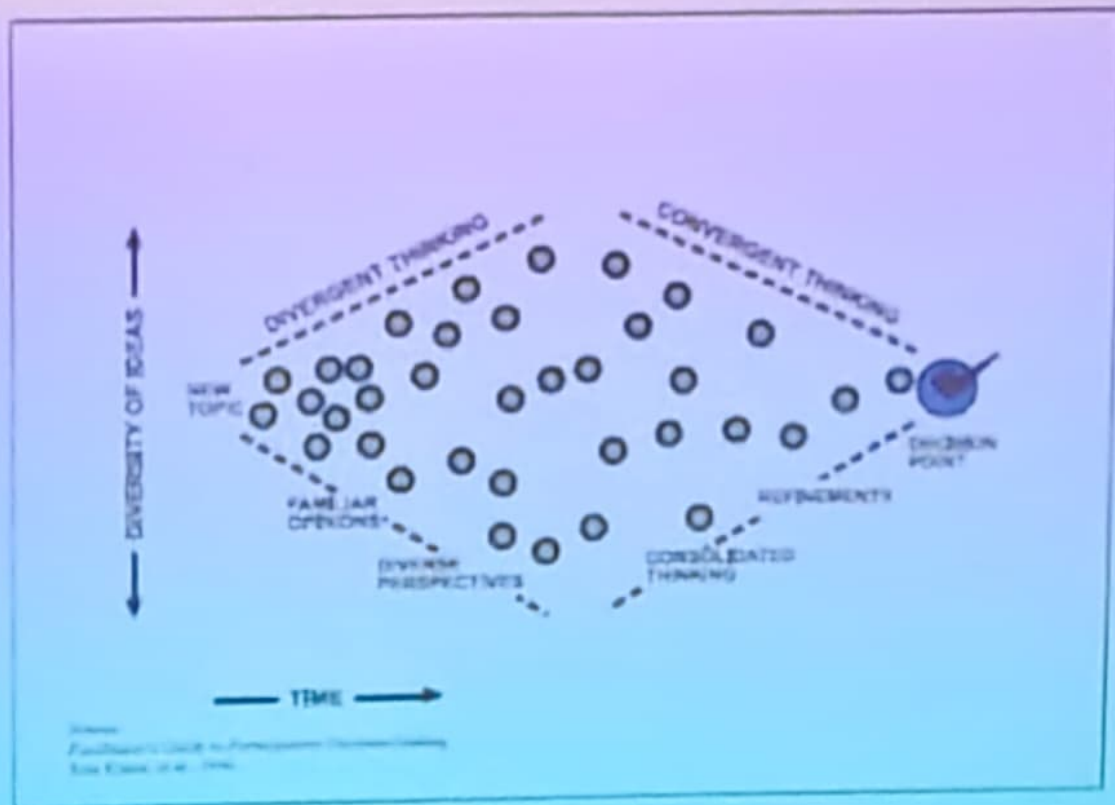 DIVERGENT THINKING
CONVERGENT THINKING
DIVERSITY OF IDEAS
NEW
TOPIC
FAMILIAR
OPINIONS
DIVERSE
PERSPECTIVES
CONSOLIDATED
THINKING
REFINEMENTS
DECISION
POINT
TIME